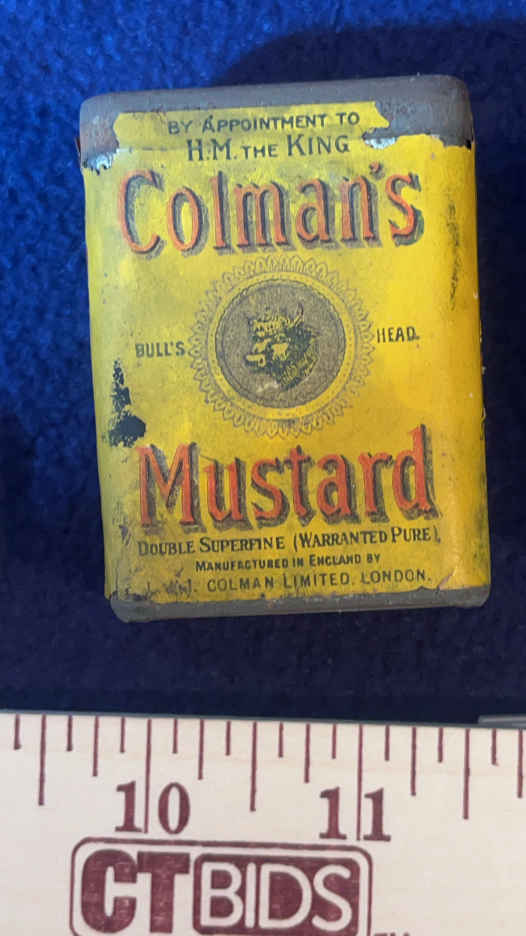 BY APPOINTMENT TO
H.M. THE KING
Colman's
BULL'S HEAD.
Mustard
DOUBLE SUPERFINE (WARRANTED PURE),
MANUFACTURED IN ENGLAND BY
J. COLMAN LIMITED. LONDON.
10 11
CTBIDS